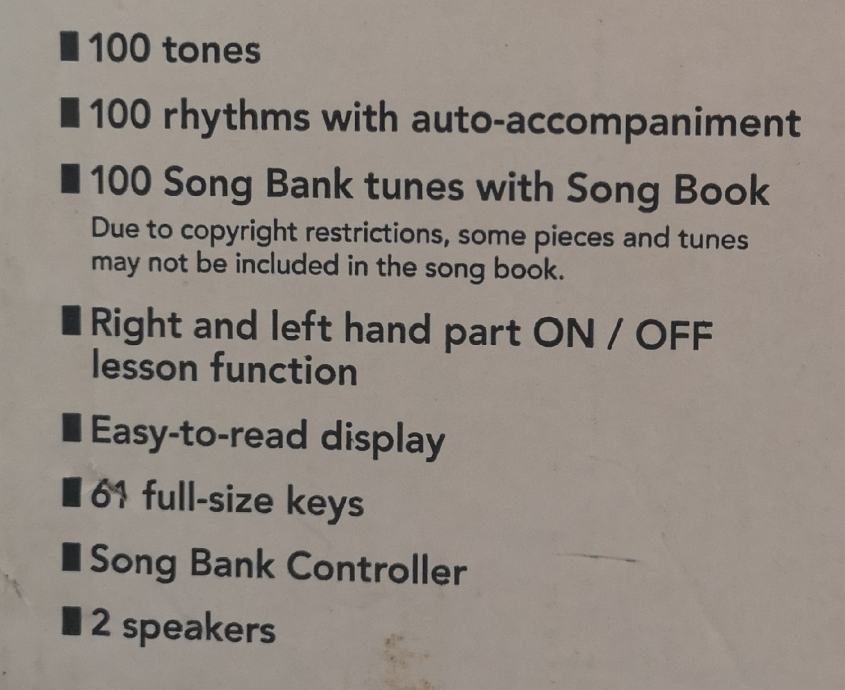 100 tones
100 rhythms with auto-accompaniment
100 Song Bank tunes with Song Book
Due to copyright restrictions, some pieces and tunes
may not be included in the song book.
Right and left hand part ON / OFF
lesson function
Easy-to-read display
61 full-size keys
Song Bank Controller
2 speakers